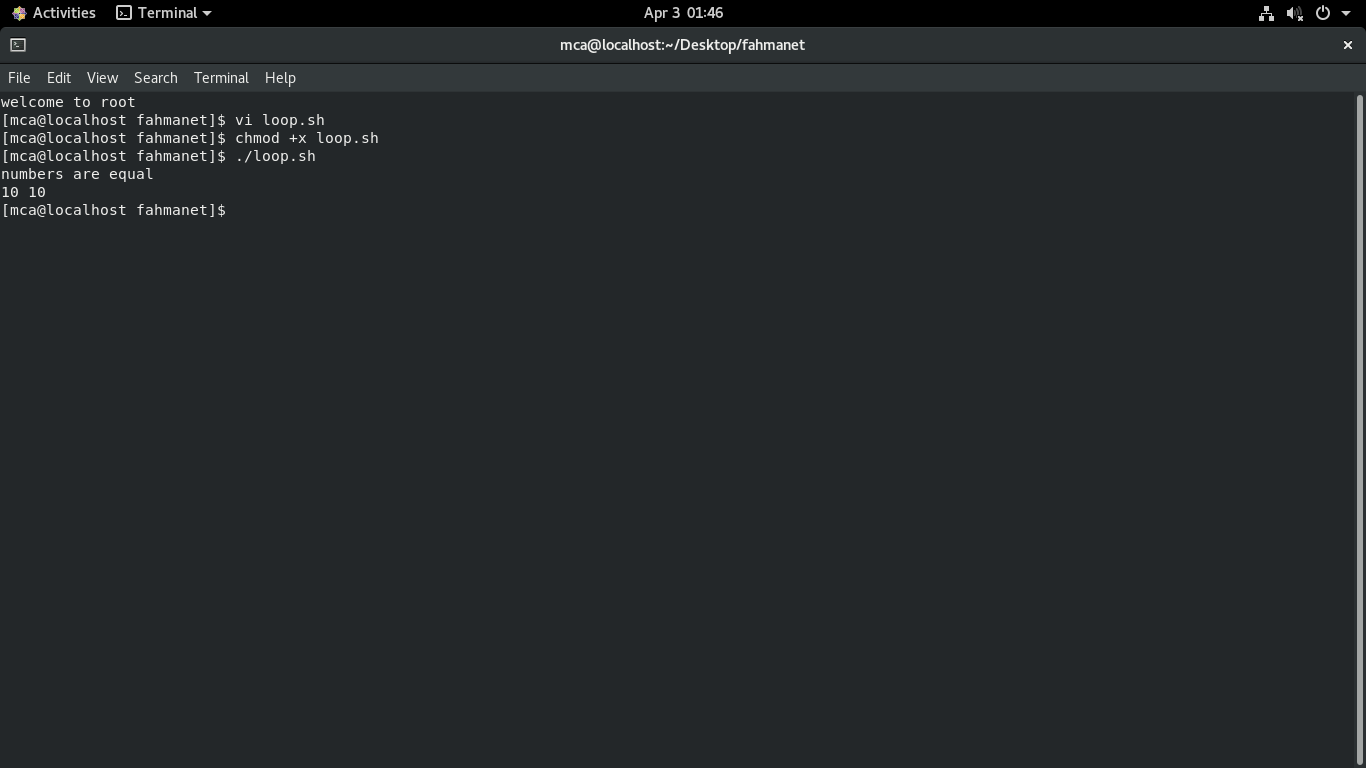 Activities Terminal Apr 3 01:46
mca@localhost:~/Desktop/fahmanet
File Edit View Search Terminal Help
welcome to root
[mca@localhost fahmanet]$ vi loop.sh
[mca@localhost fahmanet]$ chmod +x loop.sh
[mca@localhost fahmanet]$ ./loop.sh
numbers are equal
10 10
[mca@localhost fahmanet]$